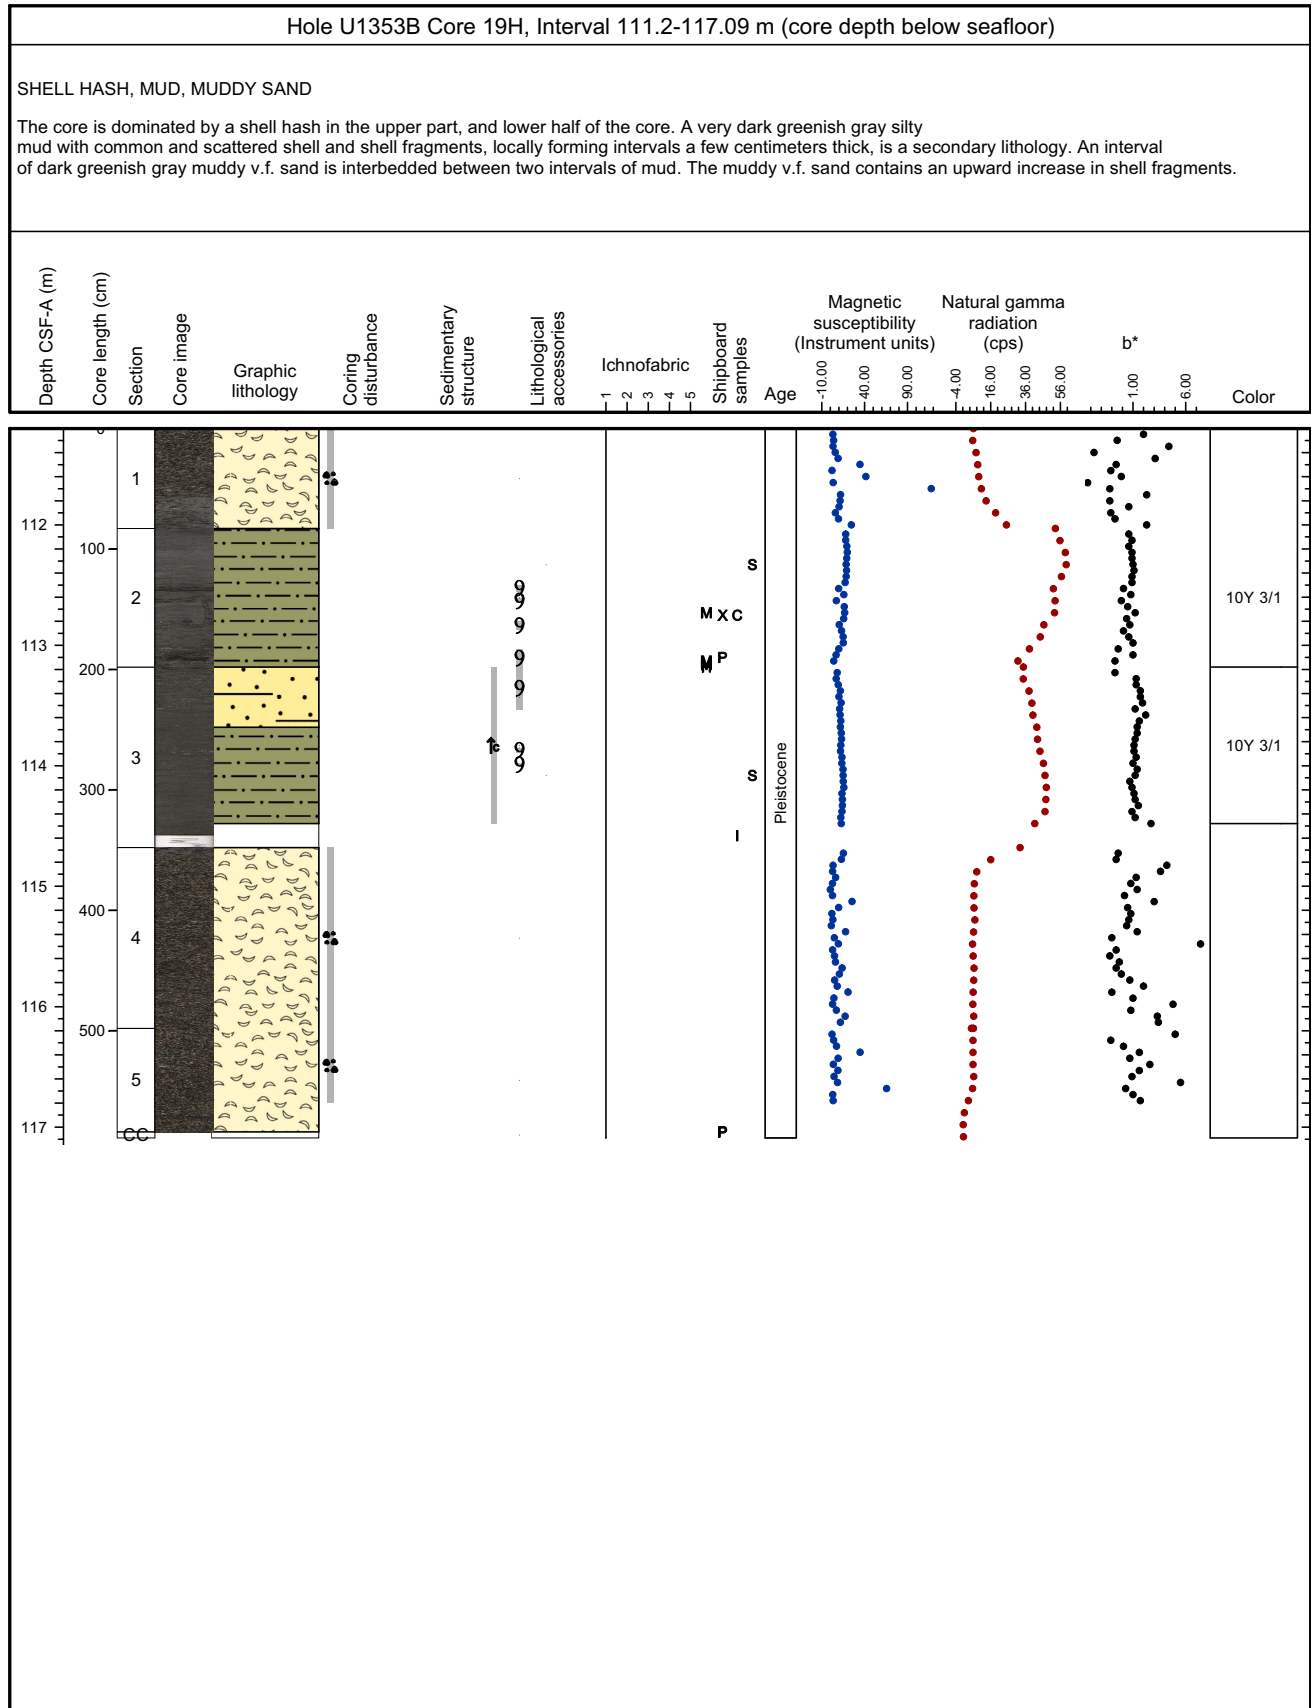 Hole U1353B Core 19H, Interval 111.2-117.09 m (core depth below seafloor)
SHELL HASH, MUD, MUDDY SAND
The core is dominated by a shell hash in the upper part, and lower half of the core. A very dark greenish gray silty
mud with common and scattered shell and shell fragments, locally forming intervals a few centimeters thick, is a secondary lithology. An interval
of dark greenish gray muddy v.f. sand is interbedded between two intervals of mud. The muddy v.f. sand contains an upward increase in shell fragments.
Depth CSF-A (m)
Core length (cm)
Section
Core image
Graphic
lithology
Coring
disturbance
Sedimentary
structure
Lithological
accessories
Ichnofabric
1 2 3 4 5
Shipboard
samples
Age
Magnetic
susceptibility
(Instrument units)
-10.00 40.00 90.00
Natural gamma
radiation
(cps)
-4.00 16.00 36.00 56.00
b*
1.00 6.00
Color
1
112
100
S
2
10Y 3/1
M X C
113
P
M
200
c
3
10Y 3/1
114
S
300
Pleistocene
I
115
400
4
116
500
5
117
CC
P